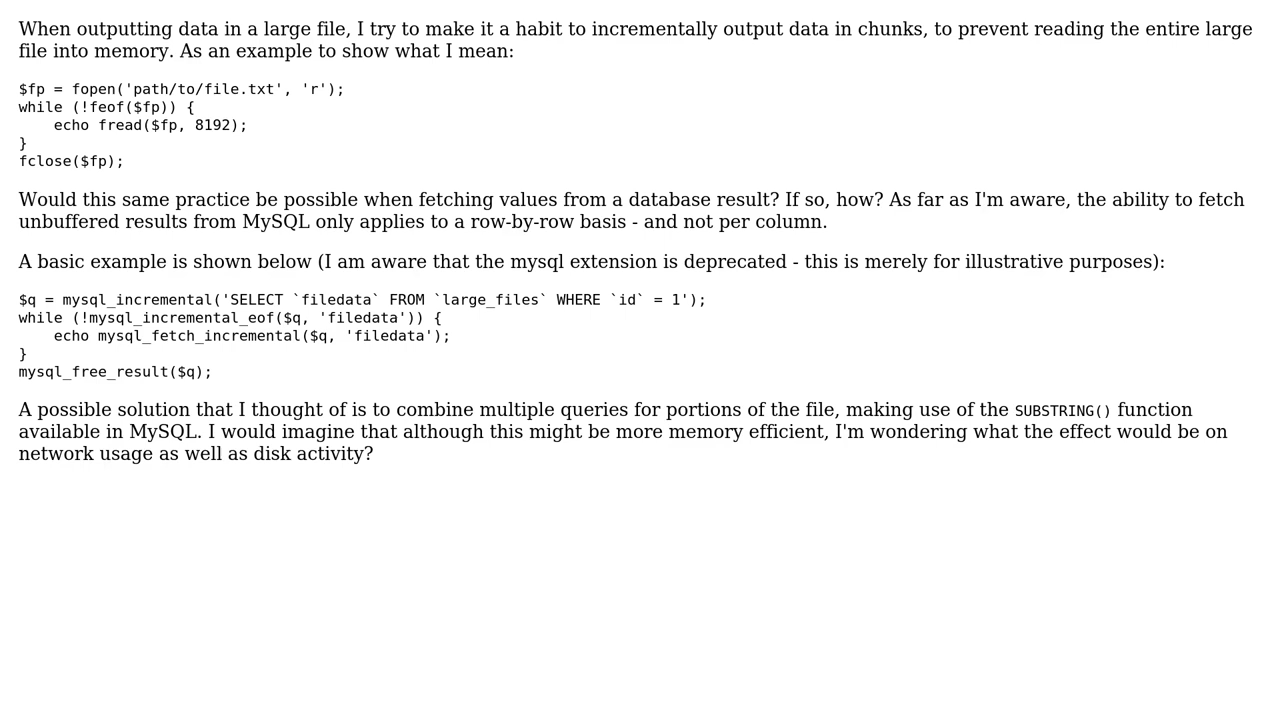 When outputting data in a large file, I try to make it a habit to incrementally output data in chunks, to prevent reading the entire large
file into memory. As an example to show what I mean:
$fp = fopen('path/to/file.txt', 'r');
while (!feof($fp)) {
    echo fread($fp, 8192);
}
fclose($fp);
Would this same practice be possible when fetching values from a database result? If so, how? As far as I'm aware, the ability to fetch
unbuffered results from MySQL only applies to a row-by-row basis - and not per column.
A basic example is shown below (I am aware that the mysql extension is deprecated - this is merely for illustrative purposes):
$q = mysql_incremental('SELECT `filedata` FROM `large_files` WHERE `id` = 1');
while (!mysql_incremental_eof($q, 'filedata')) {
    echo mysql_fetch_incremental($q, 'filedata');
}
mysql_free_result($q);
A possible solution that I thought of is to combine multiple queries for portions of the file, making use of the SUBSTRING() function
available in MySQL. I would imagine that although this might be more memory efficient, I'm wondering what the effect would be on
network usage as well as disk activity?